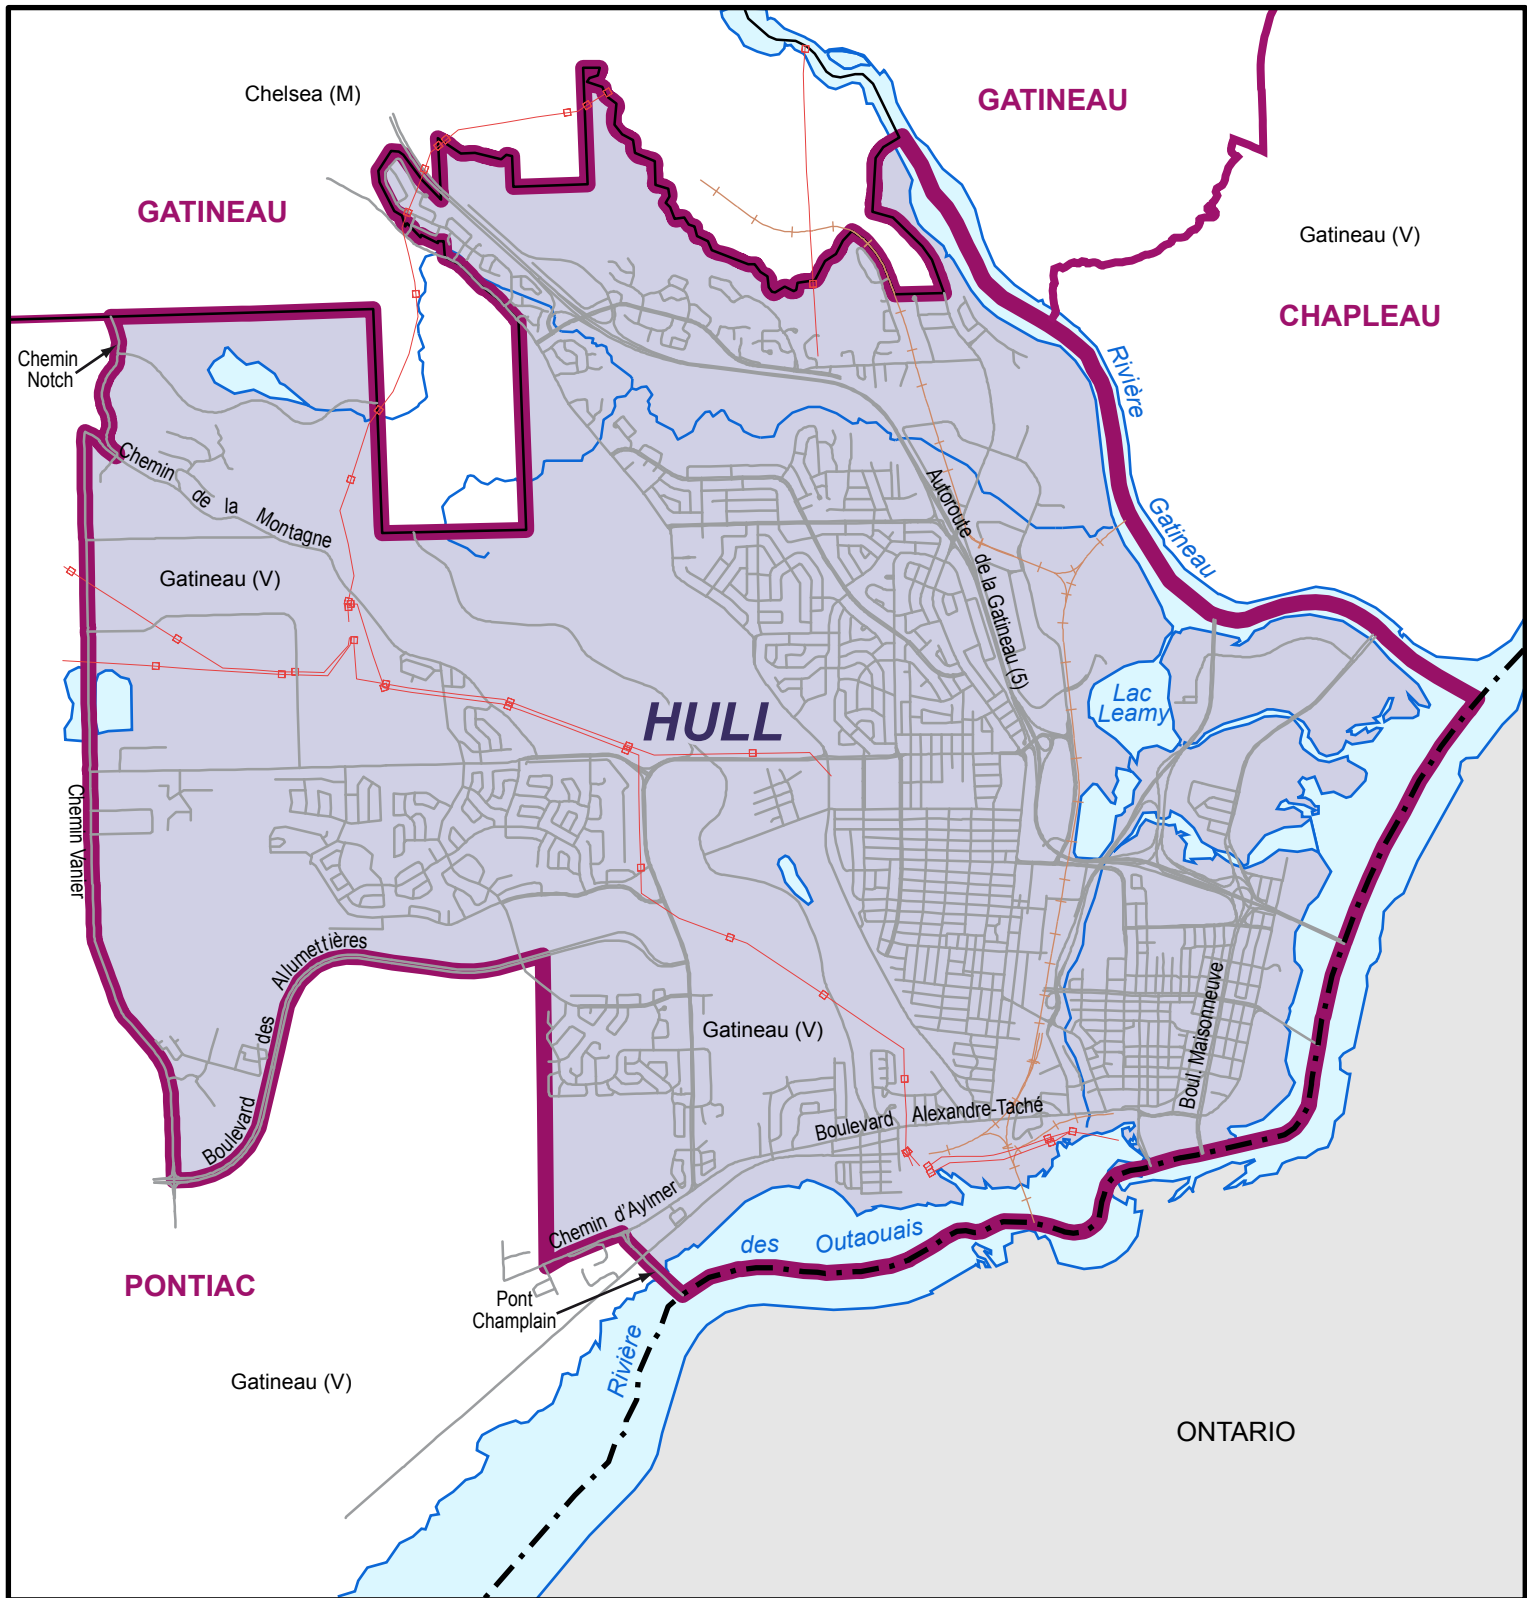 Chelsea (M)
GATINEAU
GATINEAU
Gatineau (V)
CHAPLEAU
Chemin
Notch
Rivière
Gatineau
Chemin de la Montagne
Autoroute de la Gatineau (5)
Gatineau (V)
HULL
Lac
Leamy
Chemin Vanier
Boulevard des Allumettières
Gatineau (V)
Boul. Maisonneuve
Boulevard Alexandre-Taché
Chemin d'Aylmer
Rivière des Outaouais
PONTIAC
Pont
Champlain
Gatineau (V)
ONTARIO